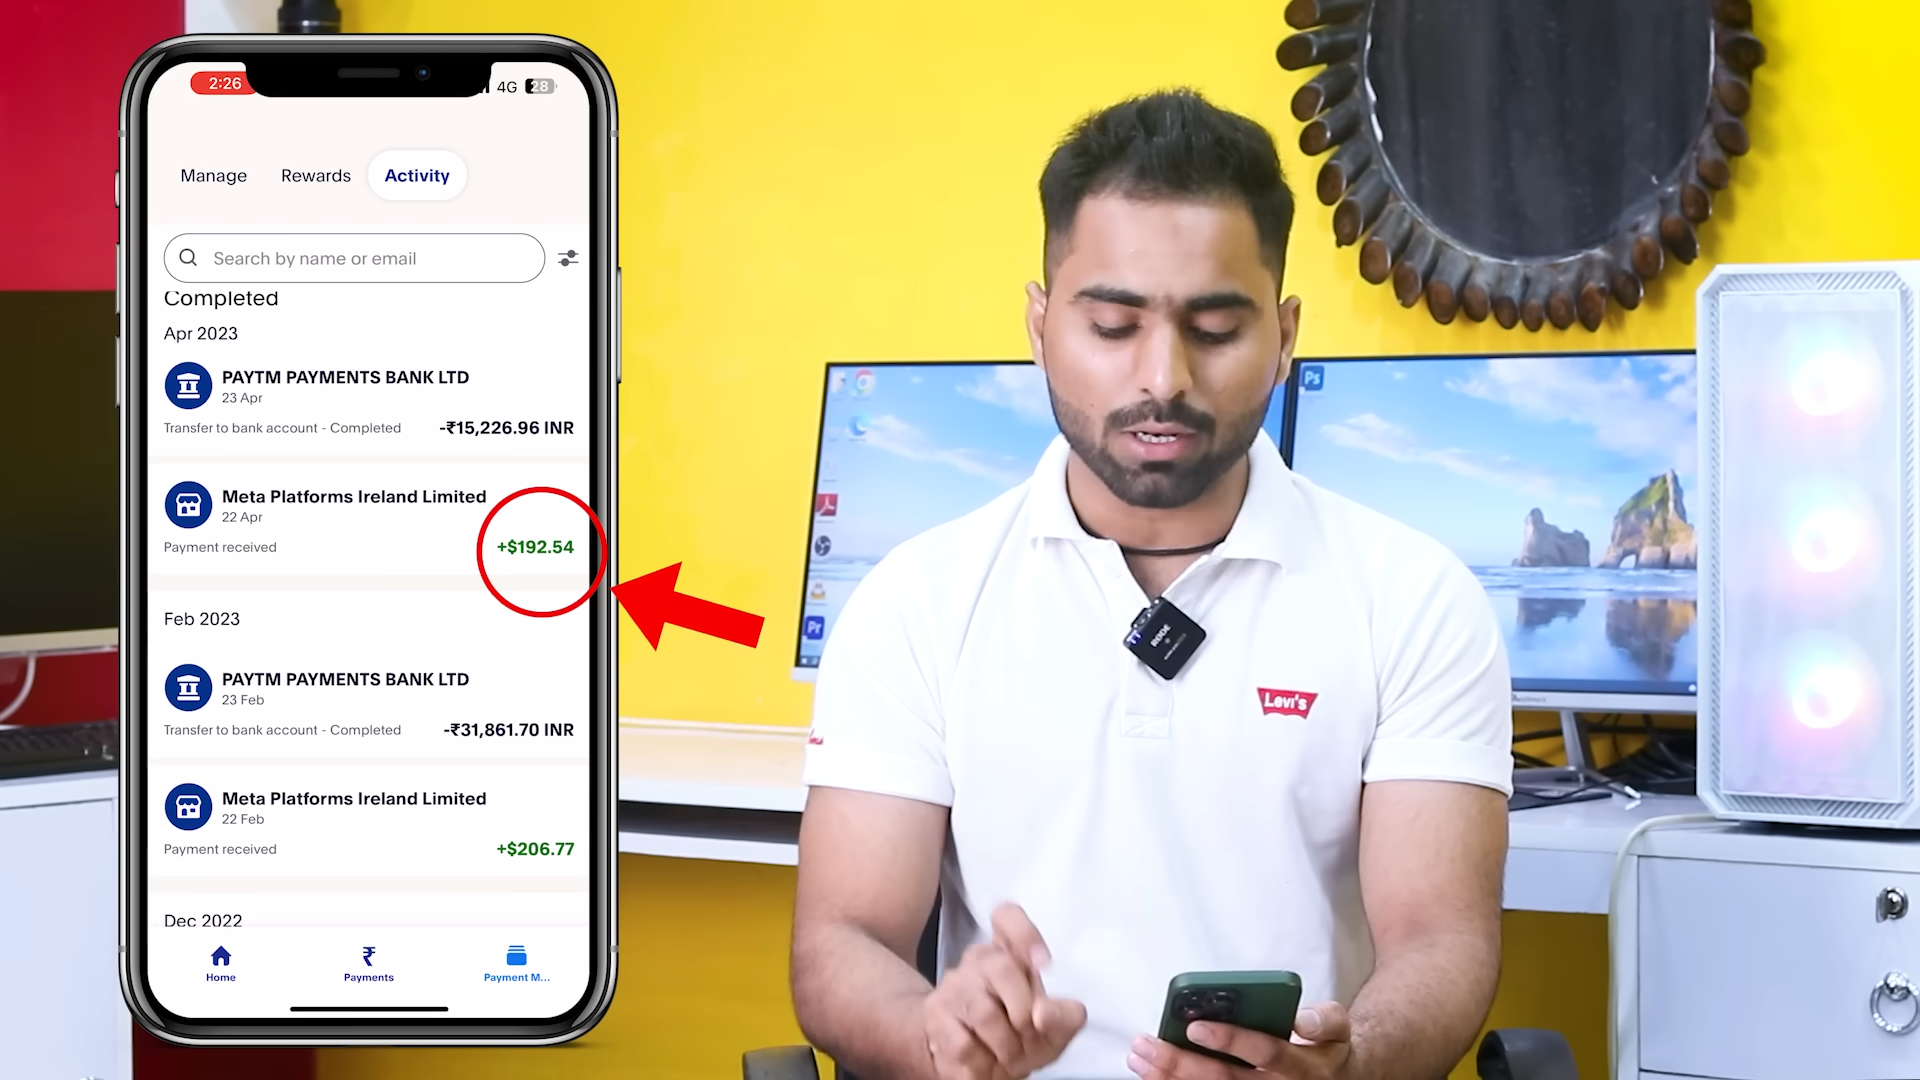 2:26
4G 28
Manage Rewards Activity
Search by name or email
Completed
Apr 2023
PAYTM PAYMENTS BANK LTD
23 Apr
Transfer to bank account - Completed -₹15,226.96 INR
Meta Platforms Ireland Limited
22 Apr
Payment received +$192.54
Feb 2023
PAYTM PAYMENTS BANK LTD
23 Feb
Transfer to bank account - Completed -₹31,861.70 INR
Meta Platforms Ireland Limited
22 Feb
Payment received +$206.77
Dec 2022
Home Payments Payment M...
Ps
Pr
RØDE
Levi's